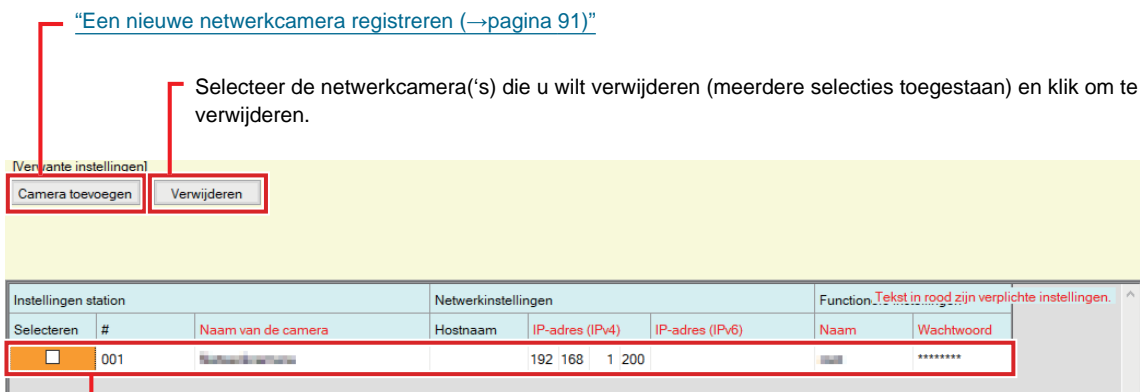 “Een nieuwe netwerkcamera registreren (→pagina 91)”
Selecteer de netwerkcamera(‘s) die u wilt verwijderen (meerdere selecties toegestaan) en klik om te
verwijderen.
[Verwante instellingen]
Camera toevoegen Verwijderen
Instellingen station Netwerkinstellingen Tekst in rood zijn verplichte instellingen.
Selecteren # Naam van de camera Hostnaam IP-adres (IPv4) IP-adres (IPv6) Naam Wachtwoord
001 192 168 1 200 ********